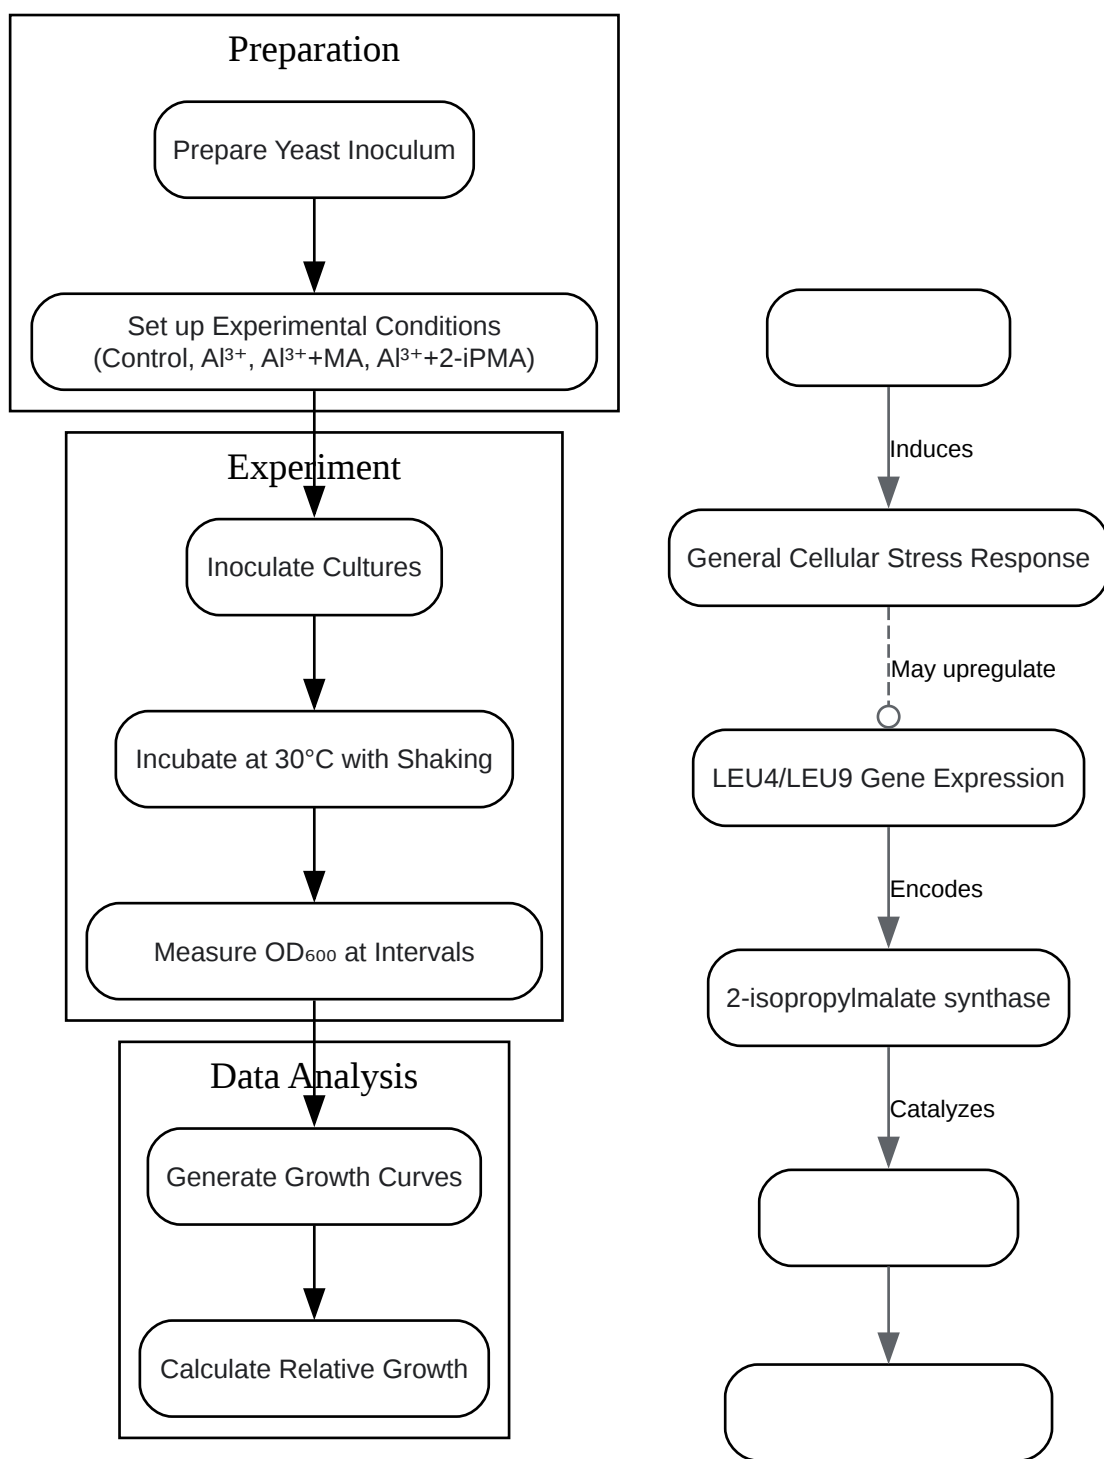 Preparation
Prepare Yeast Inoculum
Set up Experimental Conditions
(Control, Al³⁺, Al³⁺+MA, Al³⁺+2-iPMA)
Experiment
Inoculate Cultures
Incubate at 30°C with Shaking
Measure OD₆₀₀ at Intervals
Data Analysis
Generate Growth Curves
Calculate Relative Growth
Induces
General Cellular Stress Response
May upregulate
LEU4/LEU9 Gene Expression
Encodes
2-isopropylmalate synthase
Catalyzes